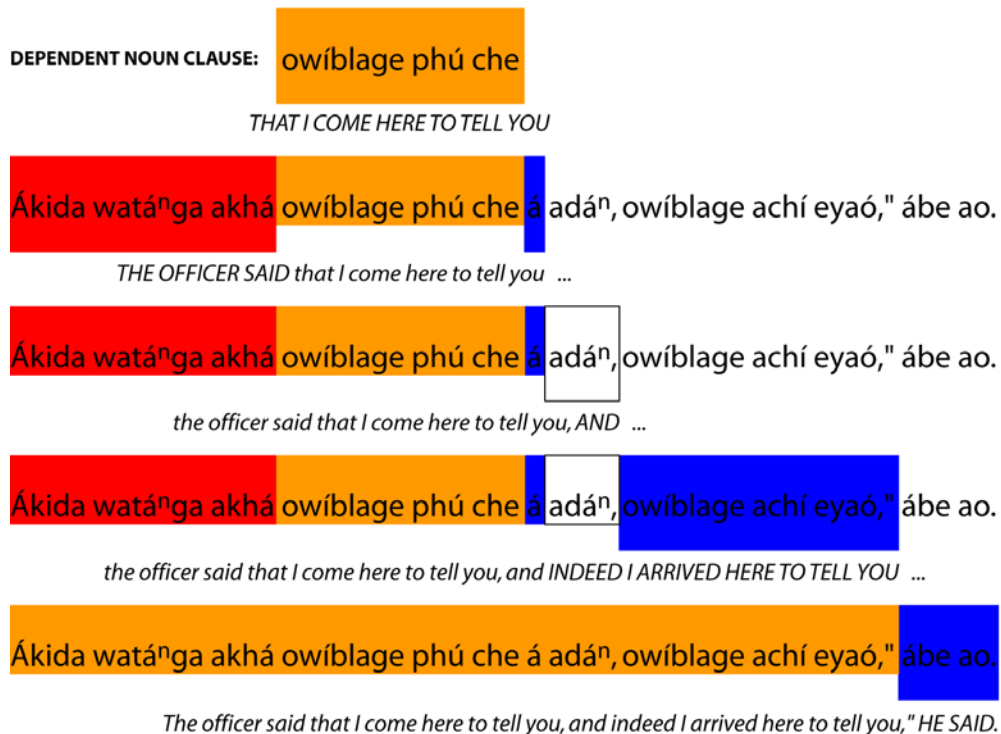 DEPENDENT NOUN CLAUSE: owíblage phú che
THAT I COME HERE TO TELL YOU
Ákida watáⁿga akhá owíblage phú che á adáⁿ, owíblage achí eyaó," ábe ao.
THE OFFICER SAID that I come here to tell you ...
Ákida watáⁿga akhá owíblage phú che á adáⁿ, owíblage achí eyaó," ábe ao.
the officer said that I come here to tell you, AND ...
Ákida watáⁿga akhá owíblage phú che á adáⁿ, owíblage achí eyaó," ábe ao.
the officer said that I come here to tell you, and INDEED I ARRIVED HERE TO TELL YOU ...
Ákida watáⁿga akhá owíblage phú che á adáⁿ, owíblage achí eyaó," ábe ao.
The officer said that I come here to tell you, and indeed I arrived here to tell you," HE SAID.